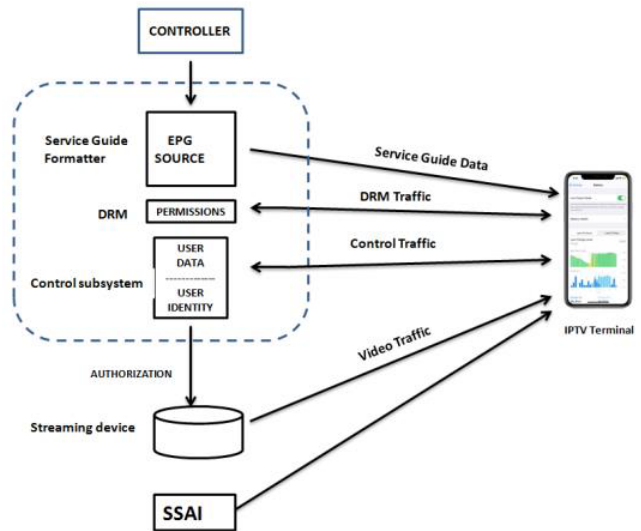 CONTROLLER
Service Guide
Formatter
EPG
SOURCE
Service Guide Data
DRM
PERMISSIONS
DRM Traffic
Control subsystem
USER
DATA
USER
IDENTITY
Control Traffic
IPTV Terminal
AUTHORIZATION
Video Traffic
Streaming device
SSAI